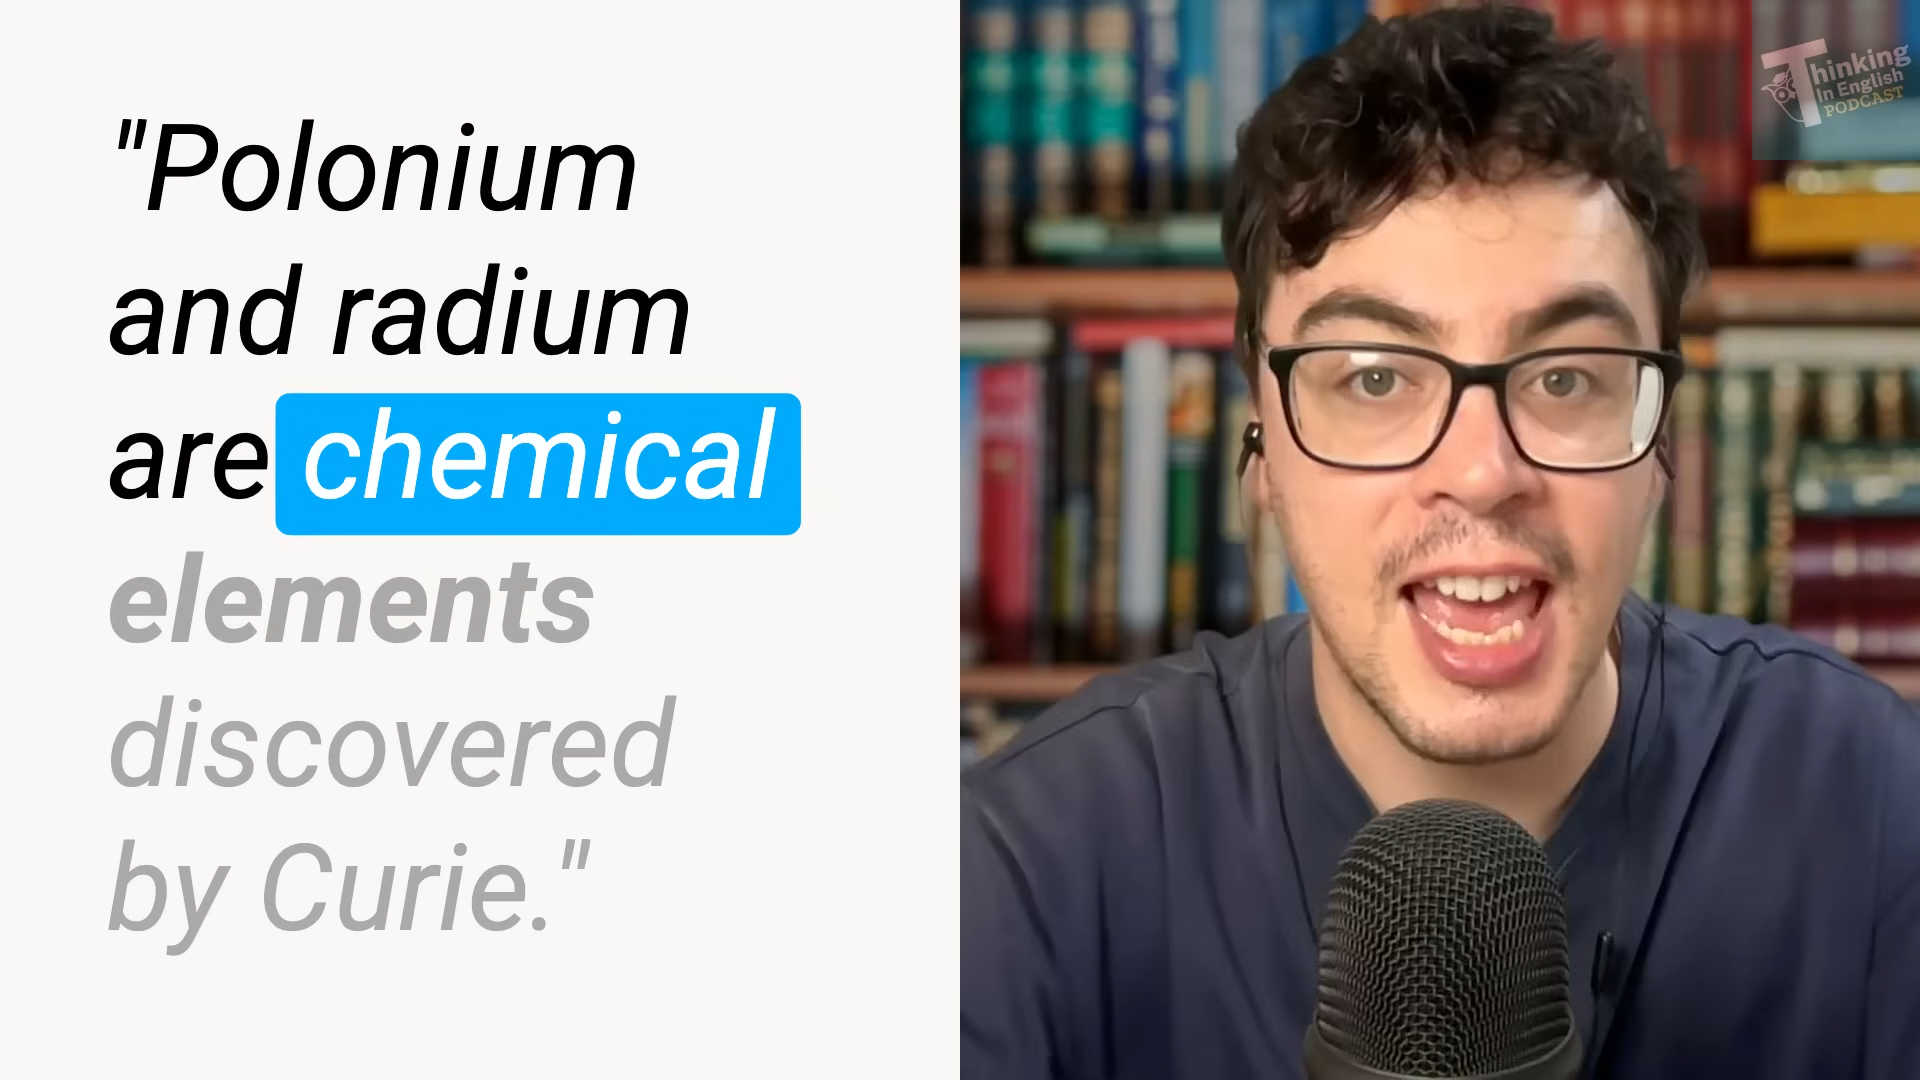 "Polonium
and radium
are chemical
elements
discovered
by Curie."
Thinking
In English
PODCAST